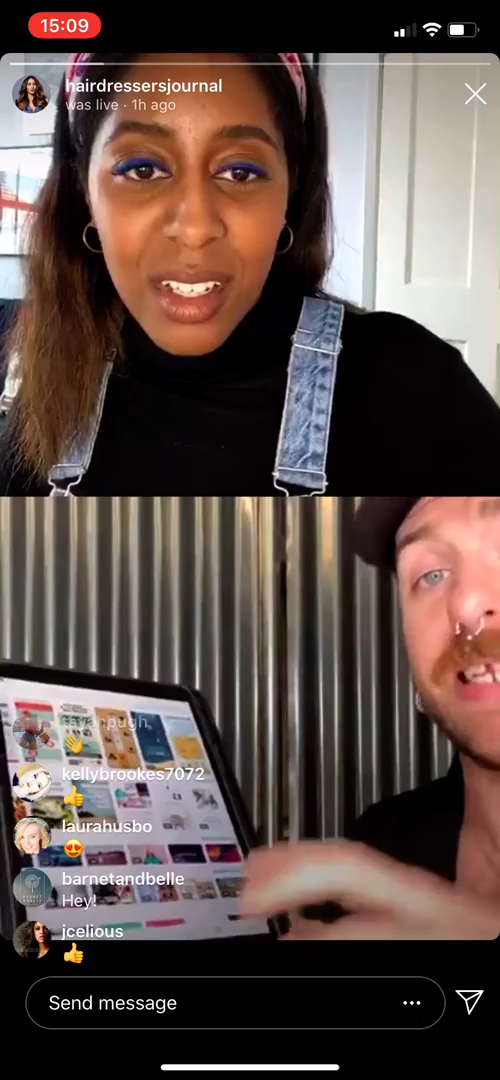 15:09
hairdressersjournal
was live · 1h ago
kellybrookes7072
👍
laurahusbo
😍
barnetandbelle
Hey!
jcelious
👍
Send message